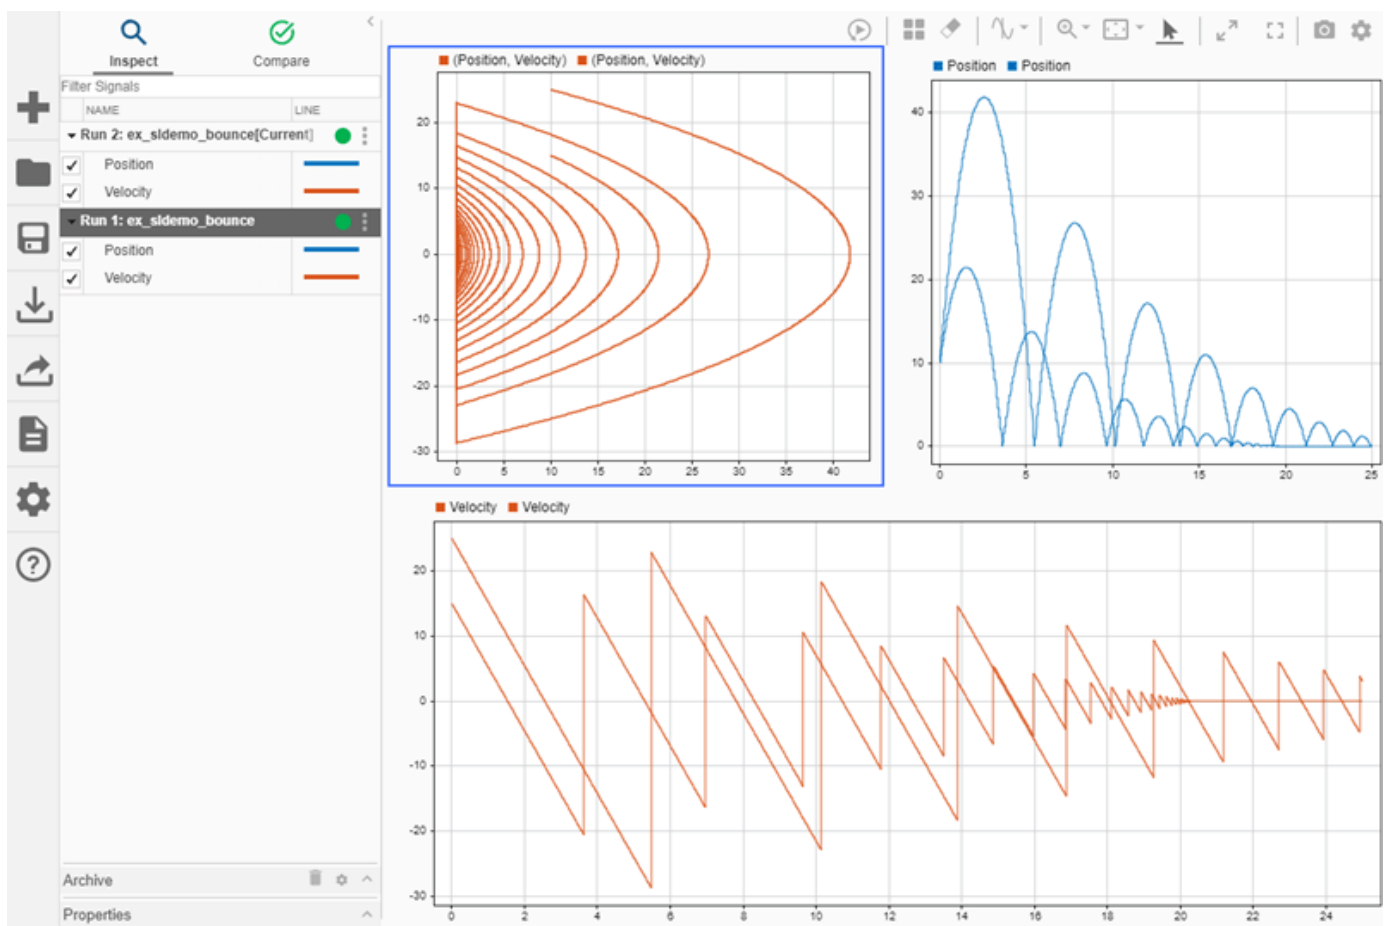 Inspect
Compare
Filter Signals
NAME
LINE
Run 2: ex_sldemo_bounce[Current]
Position
Velocity
Run 1: ex_sldemo_bounce
Position
Velocity
Archive
Properties
(Position, Velocity) (Position, Velocity)
20
10
0
-10
-20
-30
0 5 10 15 20 25 30 35 40
Position Position
40
30
20
10
0
0 5 10 15 20 25
Velocity Velocity
20
10
0
-10
-20
-30
0 2 4 6 8 10 12 14 16 18 20 22 24